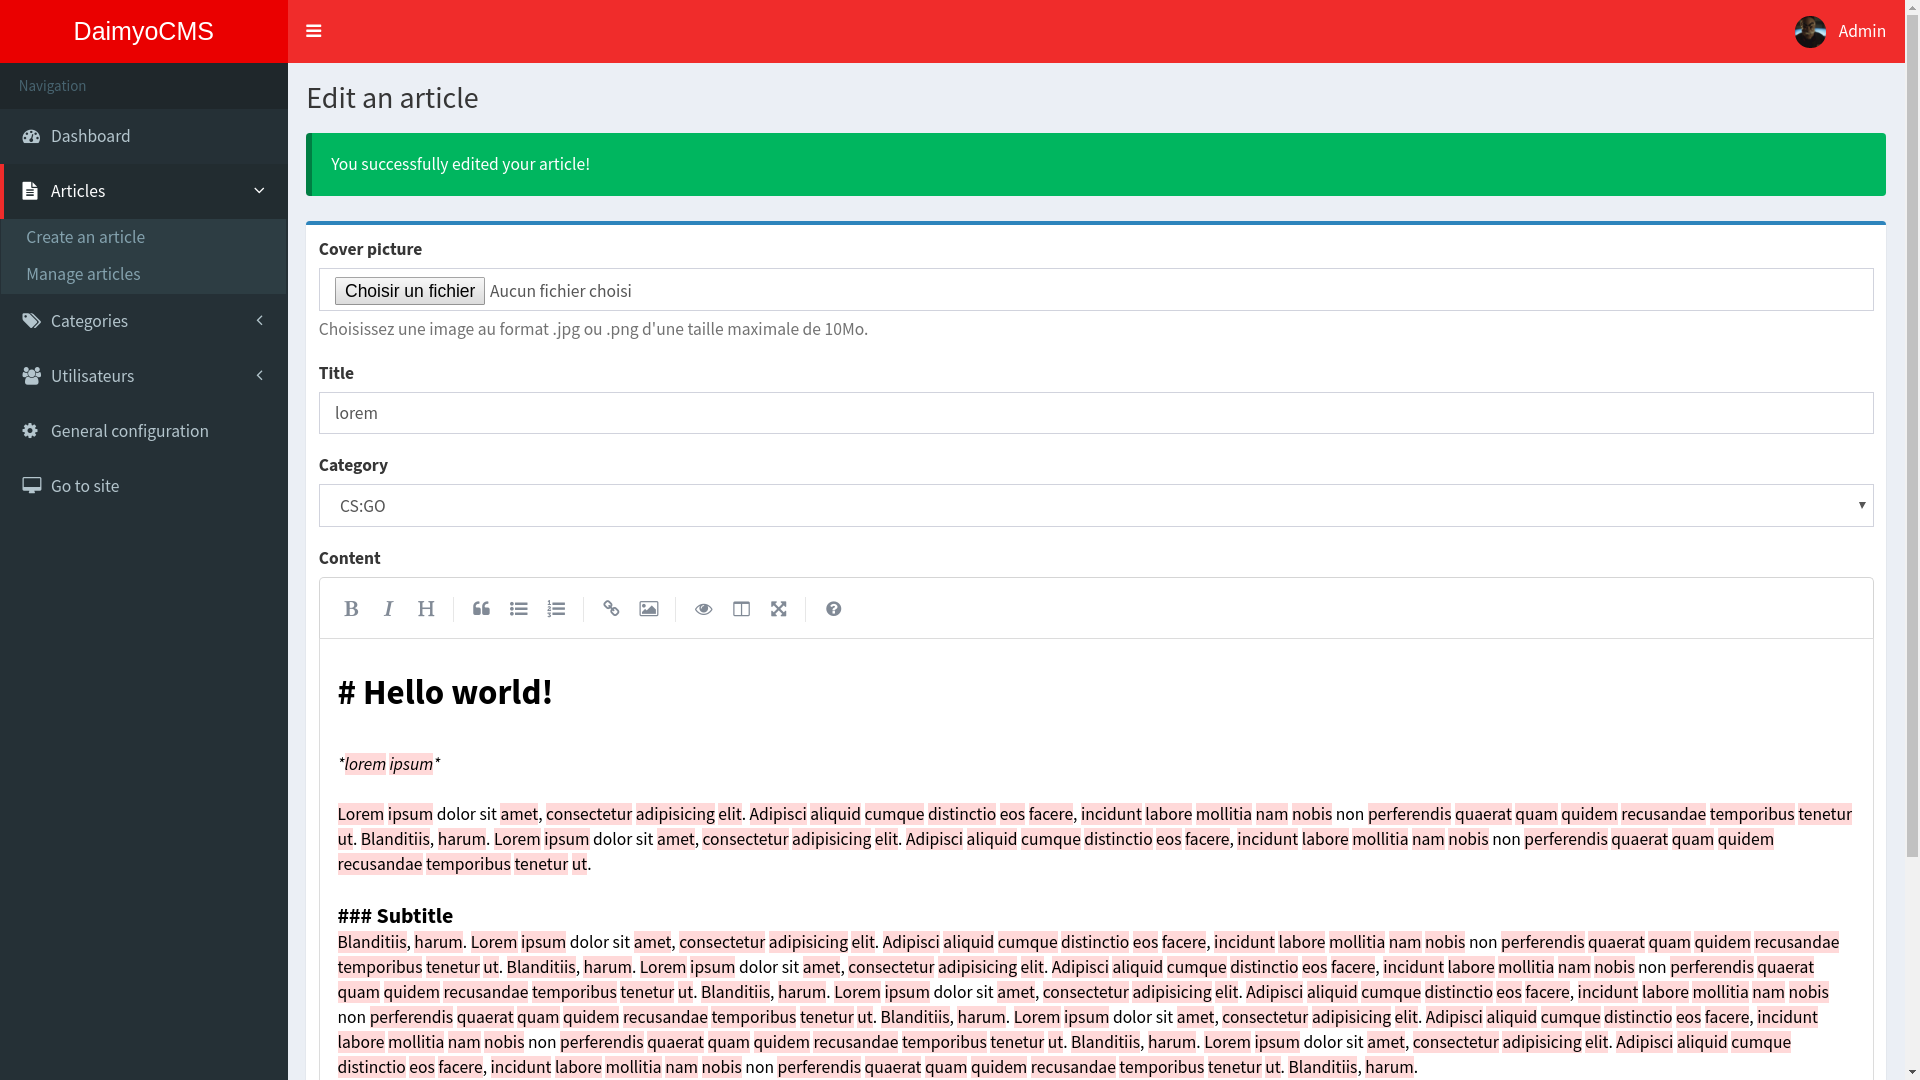 DaimyoCMS
Admin
Navigation
Dashboard
Articles
Create an article
Manage articles
Categories
Utilisateurs
General configuration
Go to site
Edit an article
You successfully edited your article!
Cover picture
Choisir un fichier Aucun fichier choisi
Choisissez une image au format .jpg ou .png d'une taille maximale de 10Mo.
Title
lorem
Category
CS:GO
Content
B I H
# Hello world!
*lorem ipsum*
Lorem ipsum dolor sit amet, consectetur adipisicing elit. Adipisci aliquid cumque distinctio eos facere, incidunt labore mollitia nam nobis non perferendis quaerat quam quidem recusandae temporibus tenetur
ut. Blanditiis, harum. Lorem ipsum dolor sit amet, consectetur adipisicing elit. Adipisci aliquid cumque distinctio eos facere, incidunt labore mollitia nam nobis non perferendis quaerat quam quidem
recusandae temporibus tenetur ut.
### Subtitle
Blanditiis, harum. Lorem ipsum dolor sit amet, consectetur adipisicing elit. Adipisci aliquid cumque distinctio eos facere, incidunt labore mollitia nam nobis non perferendis quaerat quam quidem recusandae
temporibus tenetur ut. Blanditiis, harum. Lorem ipsum dolor sit amet, consectetur adipisicing elit. Adipisci aliquid cumque distinctio eos facere, incidunt labore mollitia nam nobis non perferendis quaerat
quam quidem recusandae temporibus tenetur ut. Blanditiis, harum. Lorem ipsum dolor sit amet, consectetur adipisicing elit. Adipisci aliquid cumque distinctio eos facere, incidunt labore mollitia nam nobis
non perferendis quaerat quam quidem recusandae temporibus tenetur ut. Blanditiis, harum. Lorem ipsum dolor sit amet, consectetur adipisicing elit. Adipisci aliquid cumque distinctio eos facere, incidunt
labore mollitia nam nobis non perferendis quaerat quam quidem recusandae temporibus tenetur ut. Blanditiis, harum. Lorem ipsum dolor sit amet, consectetur adipisicing elit. Adipisci aliquid cumque
distinctio eos facere, incidunt labore mollitia nam nobis non perferendis quaerat quam quidem recusandae temporibus tenetur ut. Blanditiis, harum.